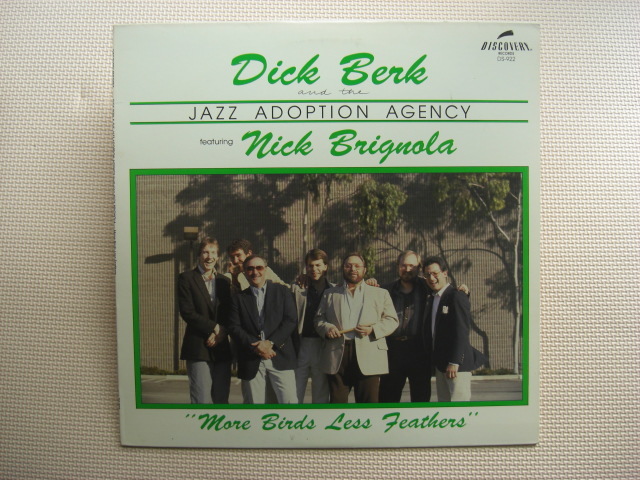 DISCOVERY
RECORDS
DS-922
Dick Berk
and the
JAZZ ADOPTION AGENCY
featuring Nick Brignola
"More Birds Less Feathers"